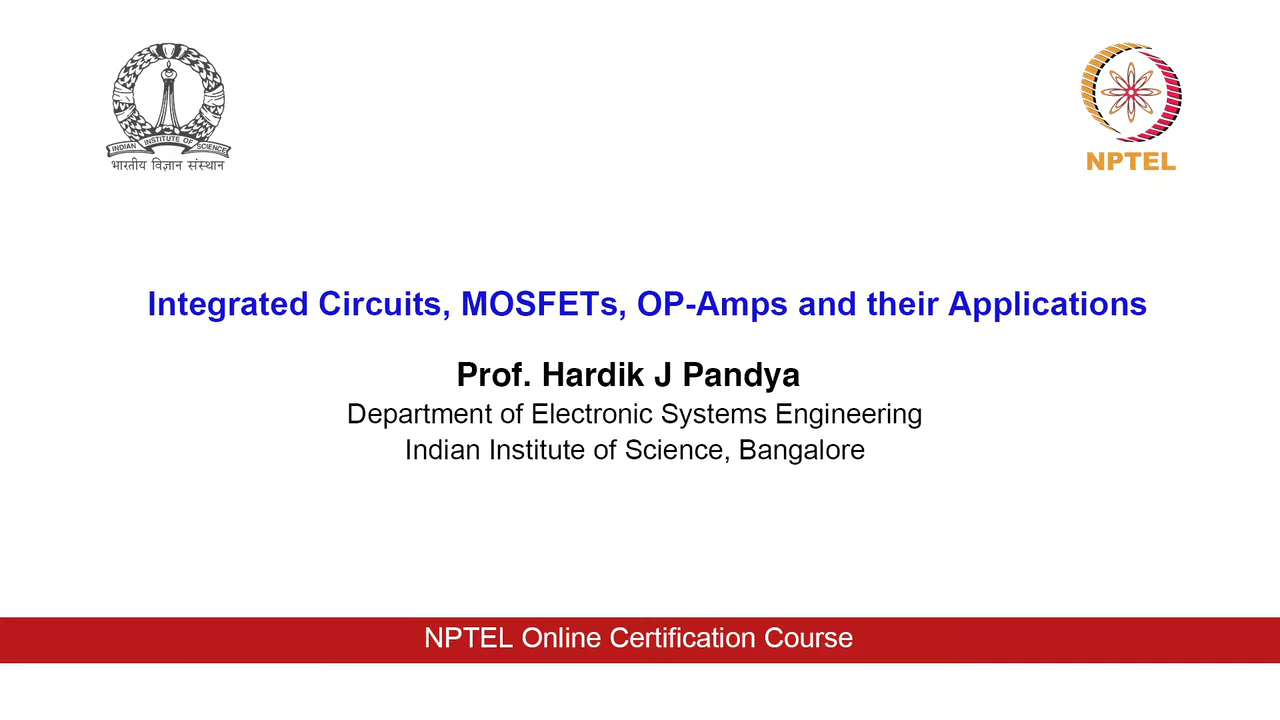 INDIAN INSTITUTE OF SCIENCE
भारतीय विज्ञान संस्थान
NPTEL
Integrated Circuits, MOSFETs, OP-Amps and their Applications
Prof. Hardik J Pandya
Department of Electronic Systems Engineering
Indian Institute of Science, Bangalore
NPTEL Online Certification Course